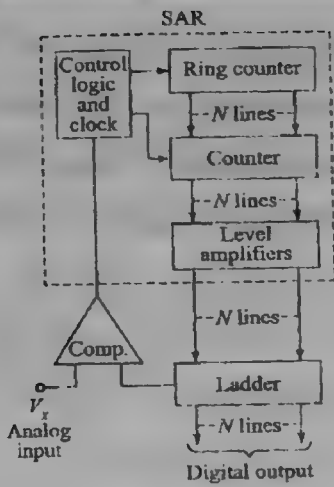 SAR
Control
logic
and
clock
Ring counter
N lines
Counter
N lines
Level
amplifiers
N lines
Comp.
Ladder
V_x
Analog
input
N lines
Digital output